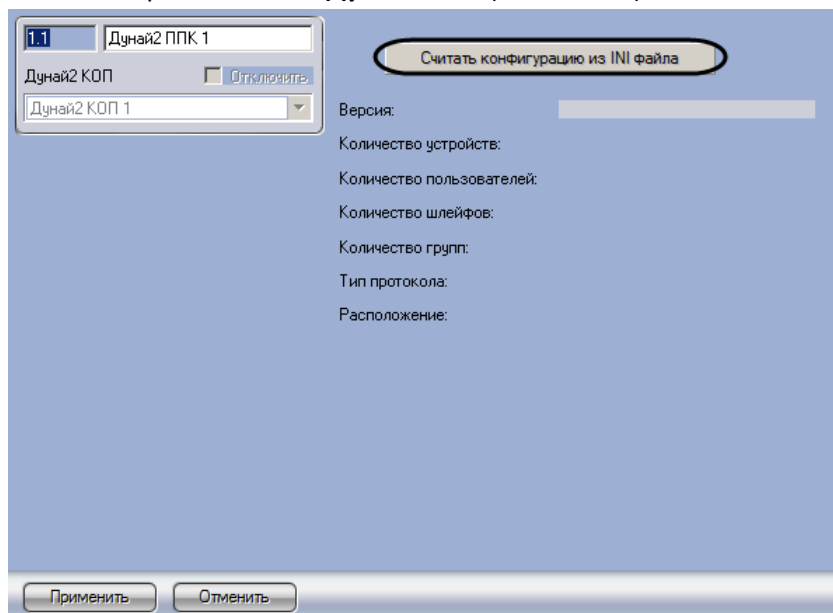 1.1 Дунай2 ППК 1
Дунай2 КОП Отключить
Дунай2 КОП 1
Считать конфигурацию из INI файла
Версия:
Количество устройств:
Количество пользователей:
Количество шлейфов:
Количество групп:
Тип протокола:
Расположение:
Применить Отменить